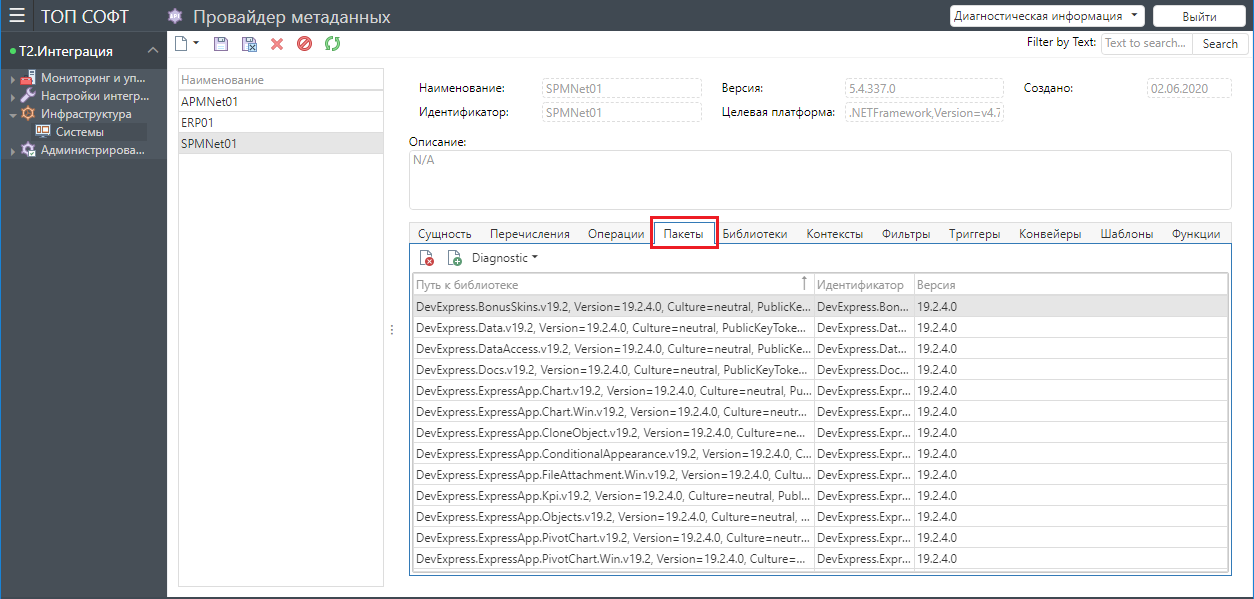 ТОП СОФТ
Провайдер метаданных
Диагностическая информация
Выйти
Т2.Интеграция
Filter by Text:
Text to search...
Search
Мониторинг и уп...
Настройки интегр...
Инфраструктура
Системы
Администрирова...
Наименование
APMNet01
ERP01
SPMNet01
Наименование: SPMNet01 Версия: 5.4.337.0 Создано: 02.06.2020
Идентификатор: SPMNet01 Целевая платформа: .NETFramework,Version=v4.7
Описание:
N/A
Сущность Перечисления Операции Пакеты Библиотеки Контексты Фильтры Триггеры Конвейеры Шаблоны Функции
Diagnostic
Путь к библиотеке Идентификатор Версия
DevExpress.BonusSkins.v19.2, Version=19.2.4.0, Culture=neutral, PublicKe... DevExpress.Bon... 19.2.4.0
DevExpress.Data.v19.2, Version=19.2.4.0, Culture=neutral, PublicKeyToke... DevExpress.Dat... 19.2.4.0
DevExpress.DataAccess.v19.2, Version=19.2.4.0, Culture=neutral, PublicKe... DevExpress.Dat... 19.2.4.0
DevExpress.Docs.v19.2, Version=19.2.4.0, Culture=neutral, PublicKeyToke... DevExpress.Doc... 19.2.4.0
DevExpress.ExpressApp.Chart.v19.2, Version=19.2.4.0, Culture=neutral, Pu... DevExpress.Expr... 19.2.4.0
DevExpress.ExpressApp.Chart.Win.v19.2, Version=19.2.4.0, Culture=neutr... DevExpress.Expr... 19.2.4.0
DevExpress.ExpressApp.CloneObject.v19.2, Version=19.2.4.0, Culture=ne... DevExpress.Expr... 19.2.4.0
DevExpress.ExpressApp.ConditionalAppearance.v19.2, Version=19.2.4.0, C... DevExpress.Expr... 19.2.4.0
DevExpress.ExpressApp.FileAttachment.Win.v19.2, Version=19.2.4.0, Cultu... DevExpress.Expr... 19.2.4.0
DevExpress.ExpressApp.Kpi.v19.2, Version=19.2.4.0, Culture=neutral, Publ... DevExpress.Expr... 19.2.4.0
DevExpress.ExpressApp.Objects.v19.2, Version=19.2.4.0, Culture=neutral, ... DevExpress.Expr... 19.2.4.0
DevExpress.ExpressApp.PivotChart.v19.2, Version=19.2.4.0, Culture=neutr... DevExpress.Expr... 19.2.4.0
DevExpress.ExpressApp.PivotChart.Win.v19.2, Version=19.2.4.0, Culture=... DevExpress.Expr... 19.2.4.0